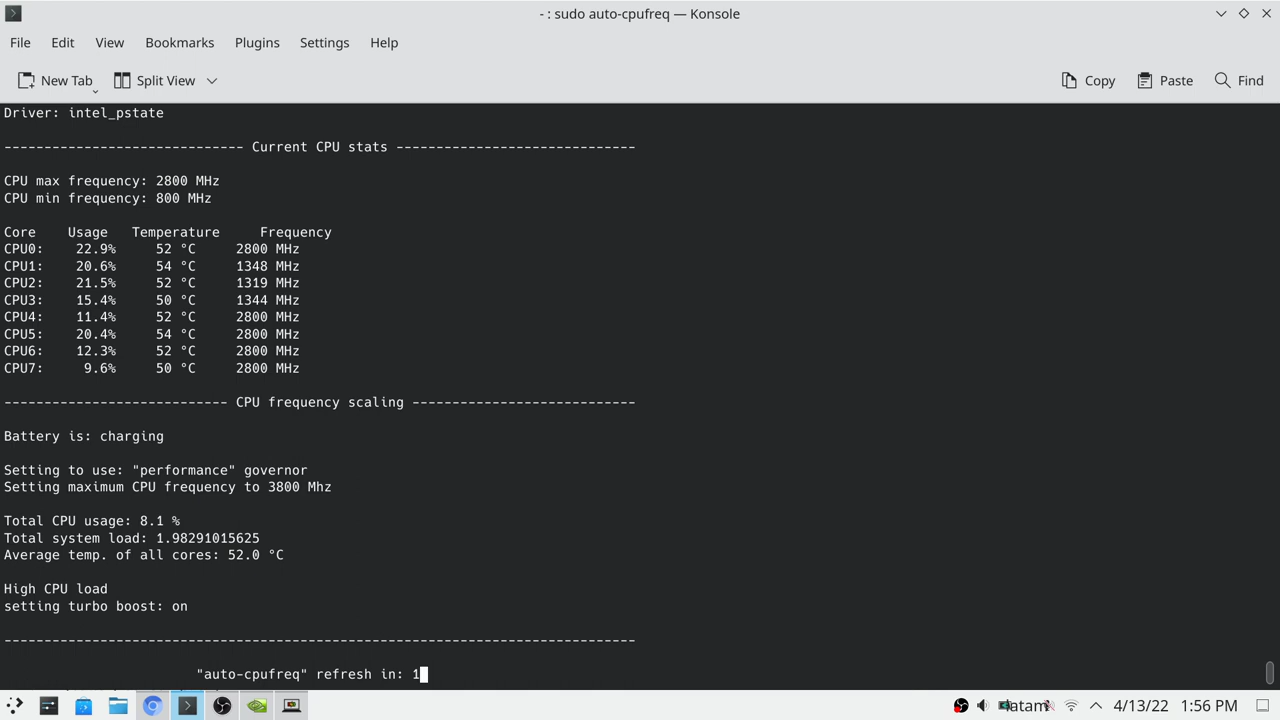 - : sudo auto-cpufreq — Konsole
File Edit View Bookmarks Plugins Settings Help
New Tab Split View Copy Paste Find
Driver: intel_pstate
----------------------------- Current CPU stats ------------------------------
CPU max frequency: 2800 MHz
CPU min frequency: 800 MHz
Core Usage Temperature Frequency
CPU0: 22.9% 52 °C 2800 MHz
CPU1: 20.6% 54 °C 1348 MHz
CPU2: 21.5% 52 °C 1319 MHz
CPU3: 15.4% 50 °C 1344 MHz
CPU4: 11.4% 52 °C 2800 MHz
CPU5: 20.4% 54 °C 2800 MHz
CPU6: 12.3% 52 °C 2800 MHz
CPU7: 9.6% 50 °C 2800 MHz
---------------------------- CPU frequency scaling ----------------------------
Battery is: charging
Setting to use: "performance" governor
Setting maximum CPU frequency to 3800 Mhz
Total CPU usage: 8.1 %
Total system load: 1.98291015625
Average temp. of all cores: 52.0 °C
High CPU load
setting turbo boost: on
-------------------------------------------------------------------------------
"auto-cpufreq" refresh in: 1
latam 4/13/22 1:56 PM